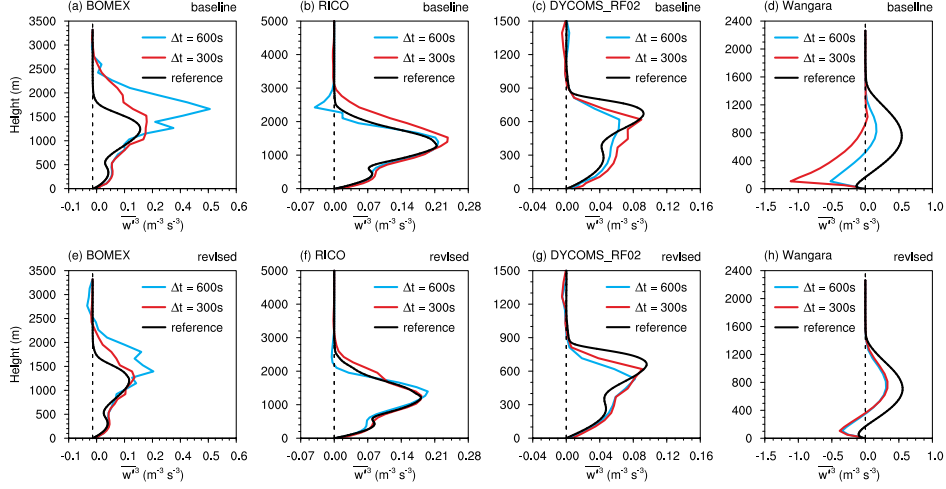 (a) BOMEX baseline
3500
3000
2500
2000
1500
1000
500
0
Height (m)
Δt = 600s
Δt = 300s
reference
-0.1 0.0 0.1 0.2 0.3 0.4 0.5 0.6
w'³ (m⁻³ s⁻³)
(b) RICO baseline
5000
4000
3000
2000
1000
0
Δt = 600s
Δt = 300s
reference
-0.07 0.00 0.07 0.14 0.21 0.28
w'³ (m⁻³ s⁻³)
(c) DYCOMS_RF02 baseline
1500
1200
900
600
300
0
Δt = 600s
Δt = 300s
reference
-0.04 0.00 0.04 0.08 0.12 0.16
w'³ (m⁻³ s⁻³)
(d) Wangara baseline
2400
2000
1600
1200
800
400
0
Δt = 600s
Δt = 300s
reference
-1.5 -1.0 -0.5 0.0 0.5 1.0
w'³ (m⁻³ s⁻³)
(e) BOMEX revised
3500
3000
2500
2000
1500
1000
500
0
Height (m)
Δt = 600s
Δt = 300s
reference
-0.1 0.0 0.1 0.2 0.3 0.4 0.5 0.6
w'³ (m⁻³ s⁻³)
(f) RICO revised
5000
4000
3000
2000
1000
0
Δt = 600s
Δt = 300s
reference
-0.07 0.00 0.07 0.14 0.21 0.28
w'³ (m⁻³ s⁻³)
(g) DYCOMS_RF02 revised
1500
1200
900
600
300
0
Δt = 600s
Δt = 300s
reference
-0.04 0.00 0.04 0.08 0.12 0.16
w'³ (m⁻³ s⁻³)
(h) Wangara revised
2400
2000
1600
1200
800
400
0
Δt = 600s
Δt = 300s
reference
-1.5 -1.0 -0.5 0.0 0.5 1.0
w'³ (m⁻³ s⁻³)